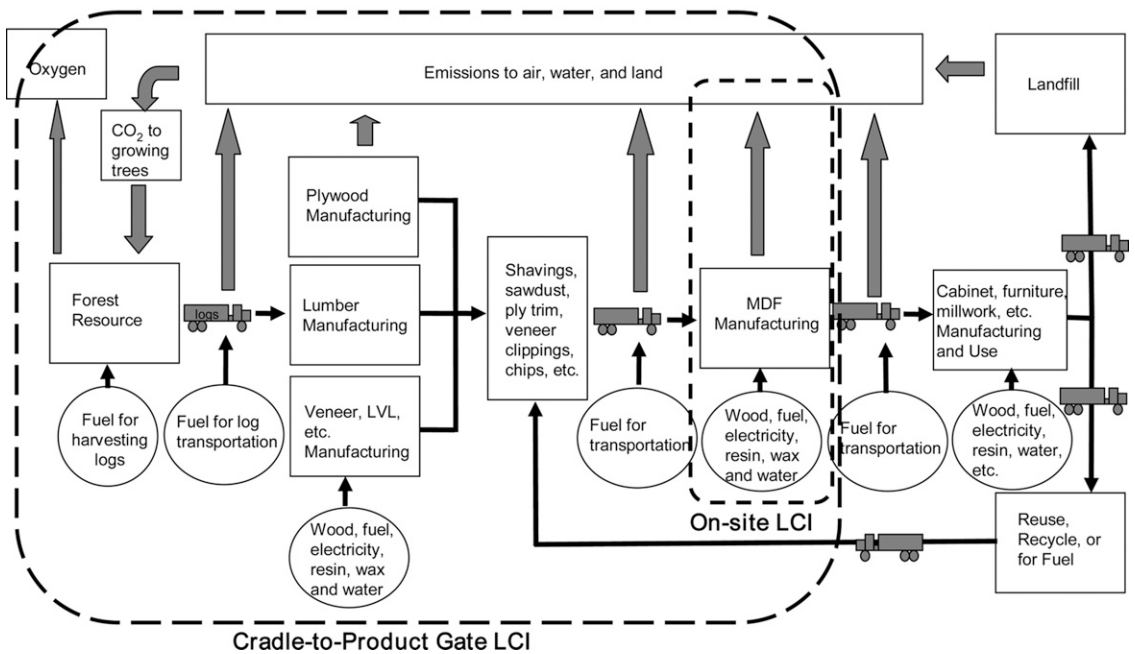 Oxygen
Emissions to air, water, and land
Landfill
CO₂ to
growing
trees
Plywood
Manufacturing
Forest
Resource
logs
Lumber
Manufacturing
Shavings,
sawdust,
ply trim,
veneer
clippings,
chips, etc.
MDF
Manufacturing
Cabinet, furniture,
millwork, etc.
Manufacturing
and Use
Fuel for
harvesting
logs
Fuel for log
transportation
Veneer, LVL,
etc.
Manufacturing
Fuel for
transportation
Wood, fuel,
electricity,
resin, wax
and water
Fuel for
transportation
Wood, fuel,
electricity,
resin, water,
etc.
On-site LCI
Wood, fuel,
electricity,
resin, wax
and water
Reuse,
Recycle, or
for Fuel
Cradle-to-Product Gate LCI